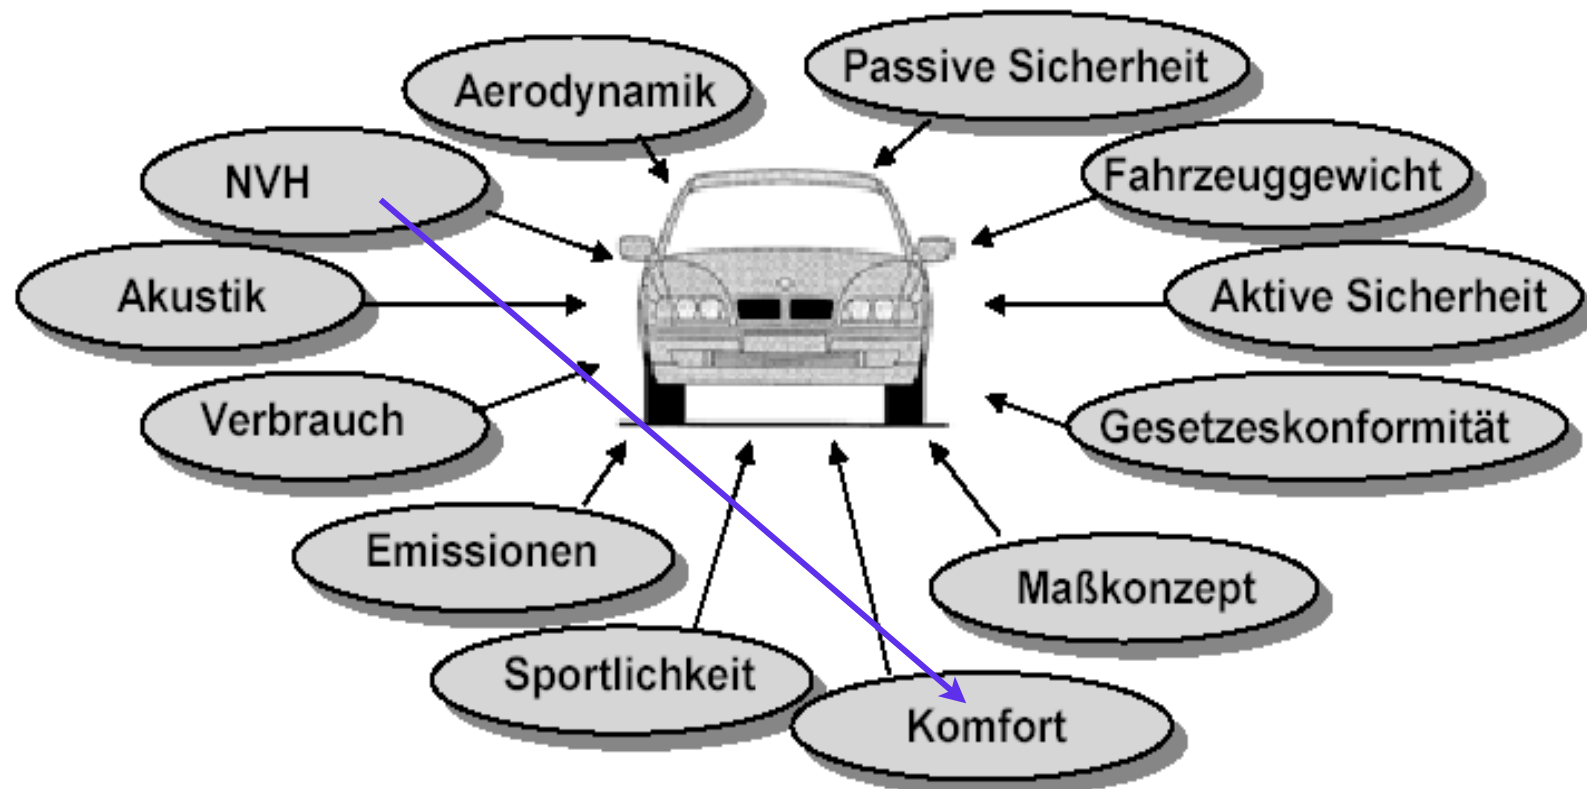 Aerodynamik
Passive Sicherheit
NVH
Fahrzeuggewicht
Akustik
Aktive Sicherheit
Verbrauch
Gesetzeskonformität
Emissionen
Maßkonzept
Sportlichkeit
Komfort